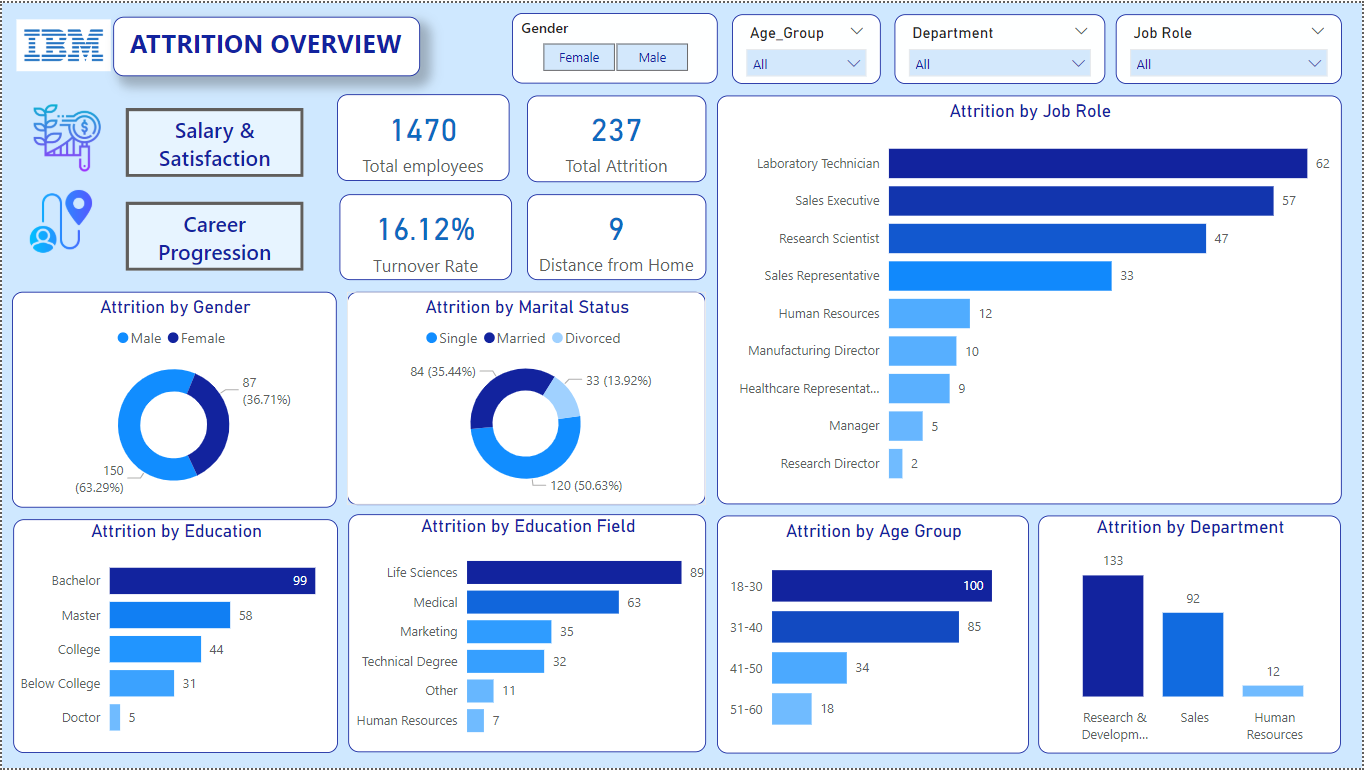 IBM
ATTRITION OVERVIEW
Gender
Female
Male
Age_Group
All
Department
All
Job Role
All
Salary &
Satisfaction
Career
Progression
1470
Total employees
237
Total Attrition
16.12%
Turnover Rate
9
Distance from Home
Attrition by Job Role
Laboratory Technician 62
Sales Executive 57
Research Scientist 47
Sales Representative 33
Human Resources 12
Manufacturing Director 10
Healthcare Representat... 9
Manager 5
Research Director 2
Attrition by Gender
Male Female
87
(36.71%)
150
(63.29%)
Attrition by Marital Status
Single Married Divorced
84 (35.44%)
33 (13.92%)
120 (50.63%)
Attrition by Education
Bachelor 99
Master 58
College 44
Below College 31
Doctor 5
Attrition by Education Field
Life Sciences 89
Medical 63
Marketing 35
Technical Degree 32
Other 11
Human Resources 7
Attrition by Age Group
18-30 100
31-40 85
41-50 34
51-60 18
Attrition by Department
133
92
12
Research &
Developm...
Sales
Human
Resources